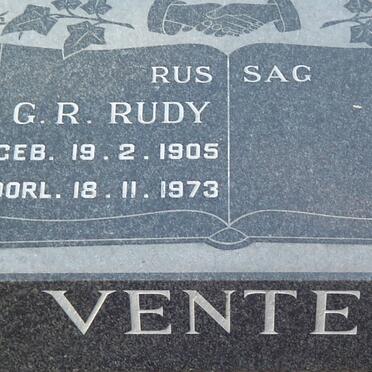 RUS SAG
G. R. RUDY
GEB. 19. 2. 1905
OORL. 18. 11. 1973
VENTE